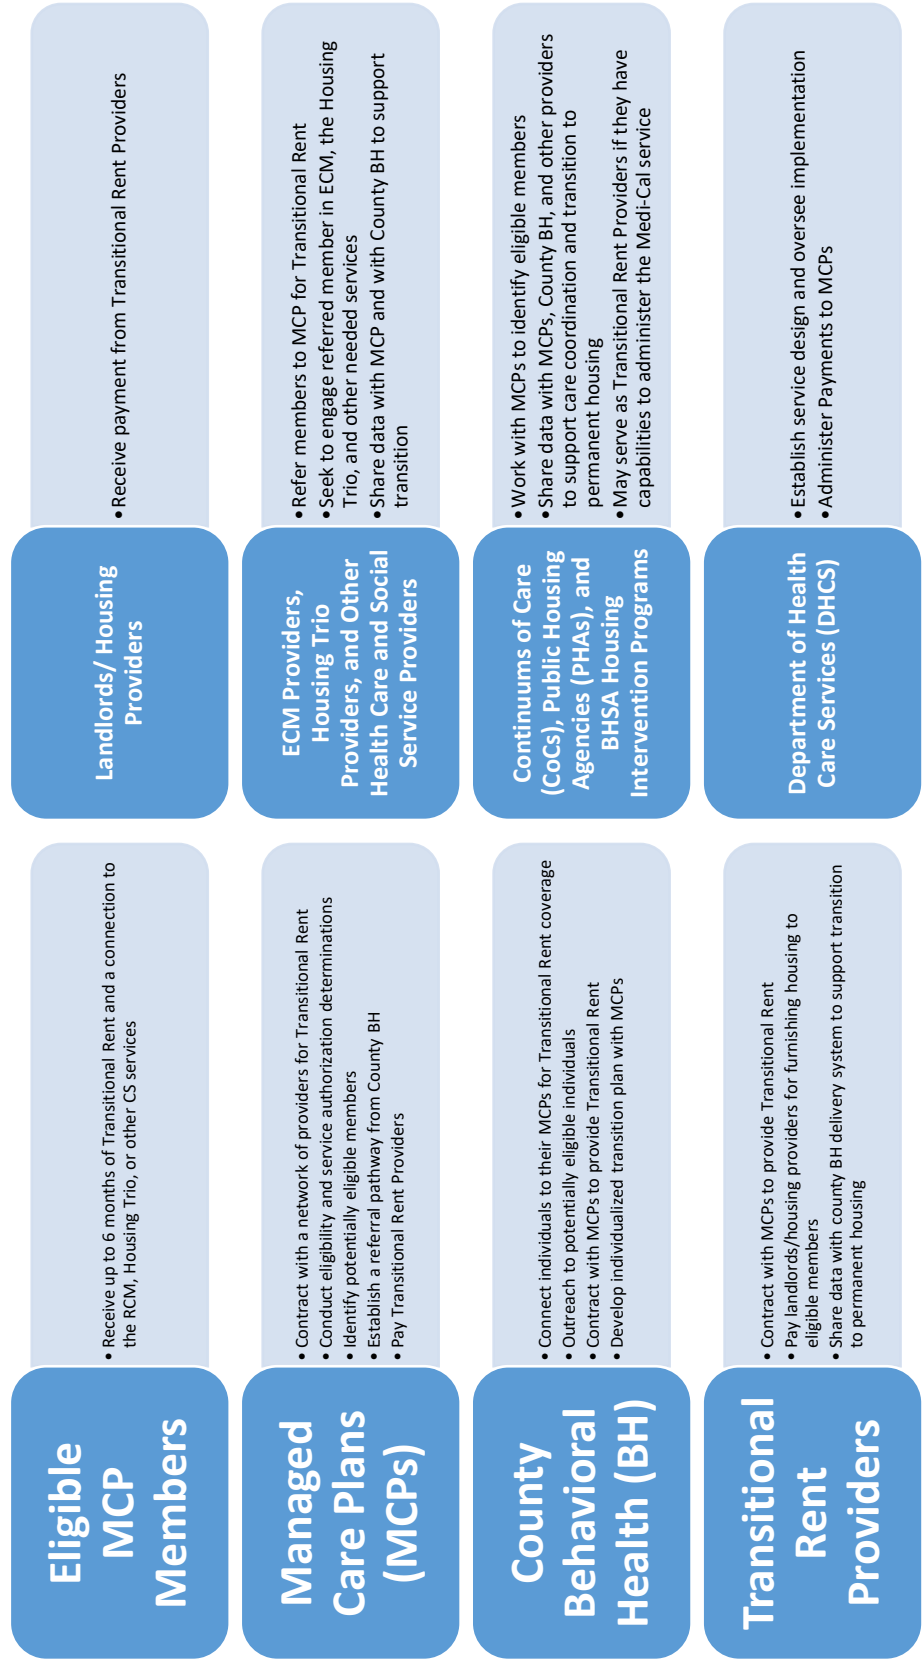 Eligible
MCP
Members
• Receive up to 6 months of Transitional Rent and a connection to
the RCM, Housing Trio, or other CS services
Managed
Care Plans
(MCPs)
• Contract with a network of providers for Transitional Rent
• Conduct eligibility and service authorization determinations
• Identify potentially eligible members
• Establish a referral pathway from County BH
• Pay Transitional Rent Providers
County
Behavioral
Health (BH)
• Connect individuals to their MCPs for Transitional Rent coverage
• Outreach to potentially eligible individuals
• Contract with MCPs to provide Transitional Rent
• Develop individualized transition plan with MCPs
Transitional
Rent
Providers
• Contract with MCPs to provide Transitional Rent
• Pay landlords/housing providers for furnishing housing to
eligible members
• Share data with county BH delivery system to support transition
to permanent housing
Landlords/ Housing
Providers
• Receive payment from Transitional Rent Providers
ECM Providers,
Housing Trio
Providers, and Other
Health Care and Social
Service Providers
• Refer members to MCP for Transitional Rent
• Seek to engage referred member in ECM, the Housing
Trio, and other needed services
• Share data with MCP and with County BH to support
transition
Continuums of Care
(CoCs), Public Housing
Agencies (PHAs), and
BHSA Housing
Intervention Programs
• Work with MCPs to identify eligible members
• Share data with MCPs, County BH, and other providers
to support care coordination and transition to
permanent housing
• May serve as Transitional Rent Providers if they have
capabilities to administer the Medi-Cal service
Department of Health
Care Services (DHCS)
• Establish service design and oversee implementation
• Administer Payments to MCPs